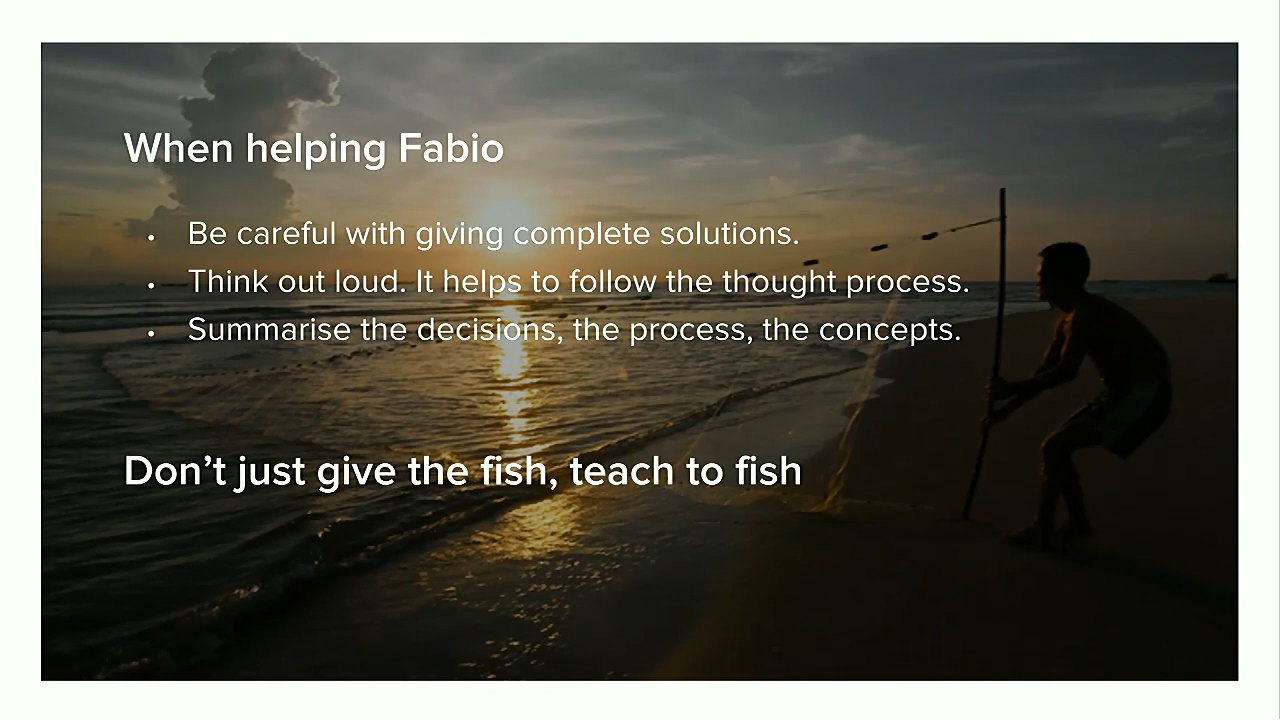 When helping Fabio
• Be careful with giving complete solutions.
• Think out loud. It helps to follow the thought process.
• Summarise the decisions, the process, the concepts.
Don’t just give the fish, teach to fish